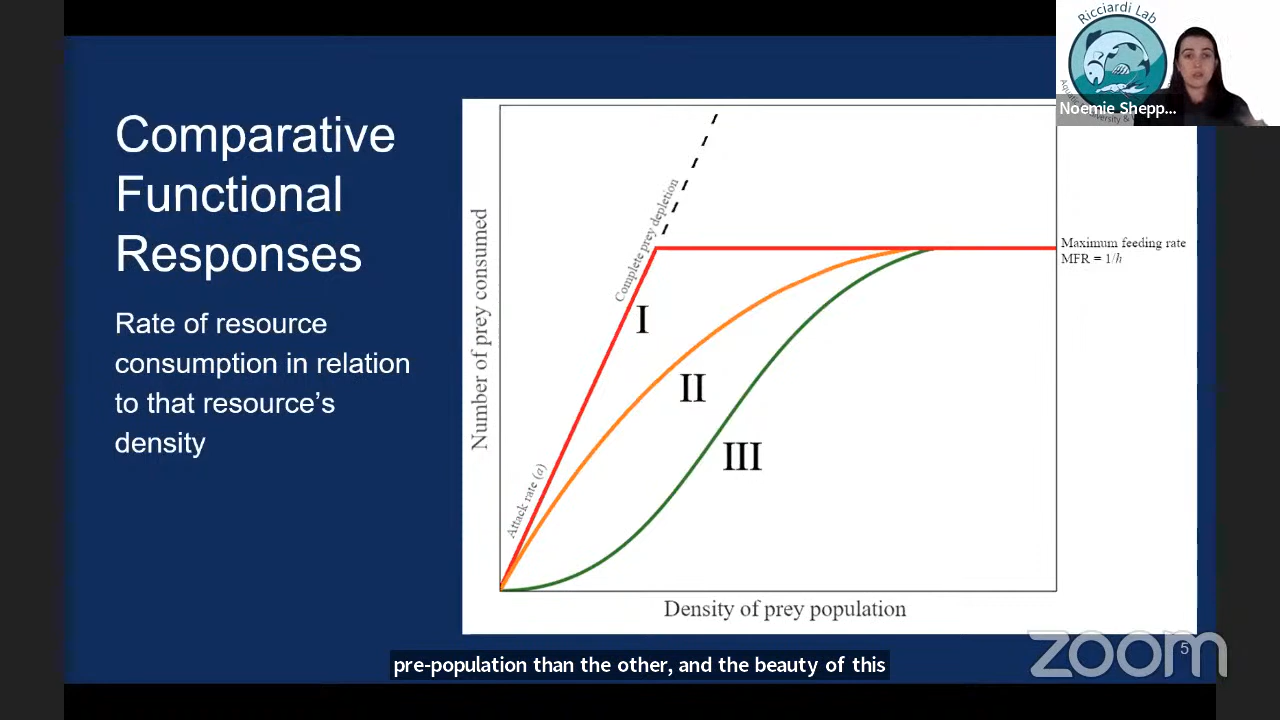 Ricciardi Lab
Noemie Shepp...
Comparative
Functional
Responses
Rate of resource
consumption in relation
to that resource's
density
Number of prey consumed
Complete prey depletion
Attack rate (a)
I
II
III
Maximum feeding rate
MFR = 1/h
Density of prey population
pre-population than the other, and the beauty of this
zoom
5